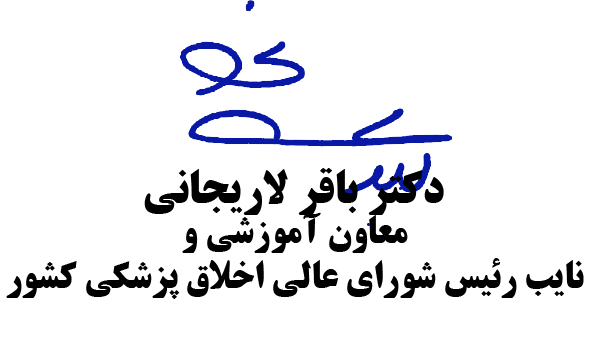 دکتر باقر لاریجانی
معاون آموزشی و
نایب رئیس شورای عالی اخلاق پزشکی کشور